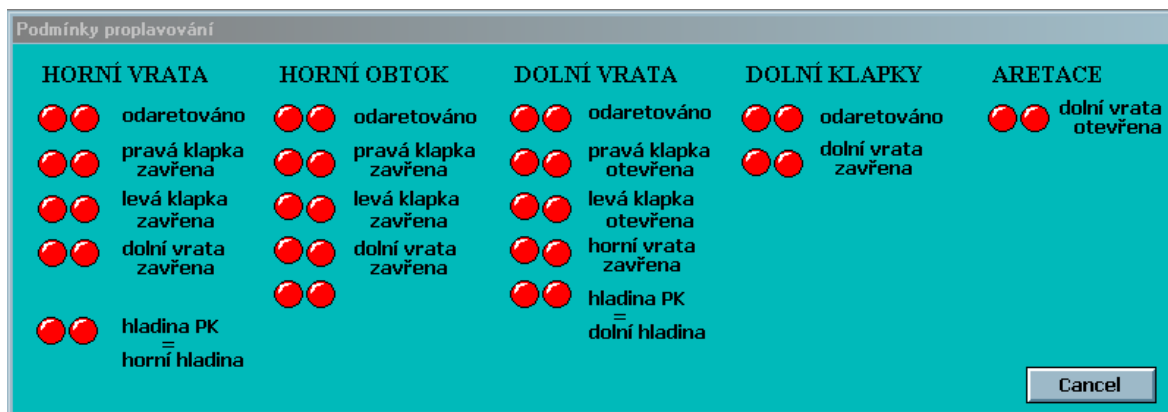 Podmínky proplavování
HORNÍ VRATA
odaretováno
pravá klapka
zavřena
levá klapka
zavřena
dolní vrata
zavřena
hladina PK
=
horní hladina
HORNÍ OBTOK
odaretováno
pravá klapka
zavřena
levá klapka
zavřena
dolní vrata
zavřena
DOLNÍ VRATA
odaretováno
pravá klapka
otevřena
levá klapka
otevřena
horní vrata
zavřena
hladina PK
=
dolní hladina
DOLNÍ KLAPKY
odaretováno
dolní vrata
zavřena
ARETACE
dolní vrata
otevřena
Cancel